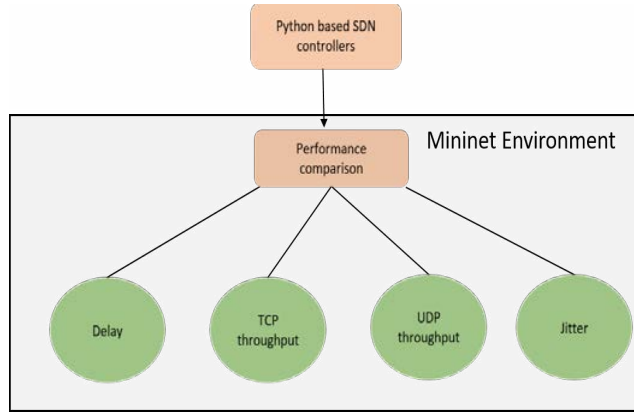 Python based SDN
controllers
Mininet Environment
Performance
comparison
Delay
TCP
throughput
UDP
throughput
Jitter